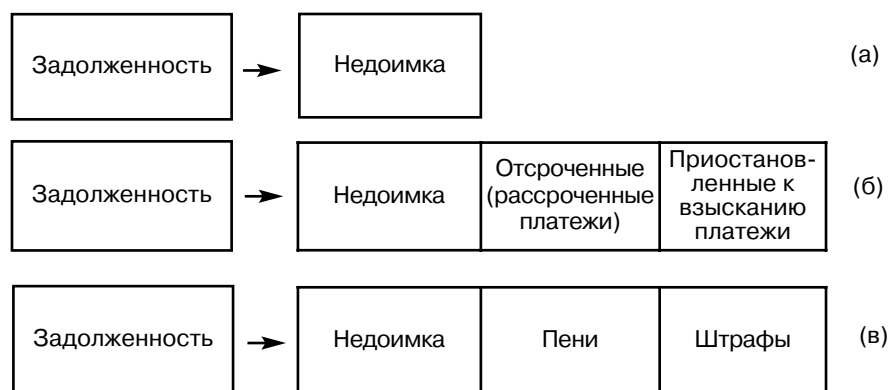 Задолженность Недоимка (а)
Задолженность Недоимка Отсроченные (рассроченные платежи) Приостанов-
ленные к
взысканию
платежи (б)
Задолженность Недоимка Пени Штрафы (в)